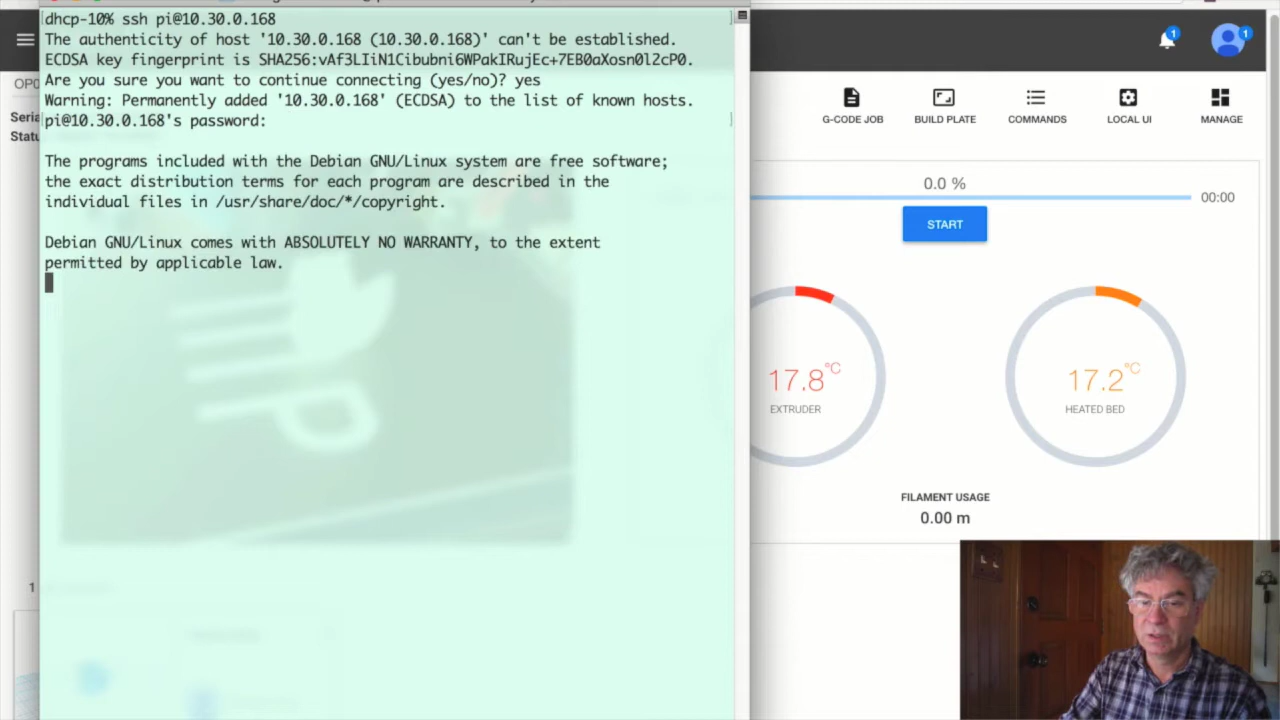 dhcp-10% ssh pi@10.30.0.168
The authenticity of host '10.30.0.168 (10.30.0.168)' can't be established.
ECDSA key fingerprint is SHA256:vAf3LIiN1Cibubni6WPakIRujEc+7EB0aXosn0l2cP0.
Are you sure you want to continue connecting (yes/no)? yes
Warning: Permanently added '10.30.0.168' (ECDSA) to the list of known hosts.
pi@10.30.0.168's password:
The programs included with the Debian GNU/Linux system are free software;
the exact distribution terms for each program are described in the
individual files in /usr/share/doc/*/copyright.
Debian GNU/Linux comes with ABSOLUTELY NO WARRANTY, to the extent
permitted by applicable law.
Seria
Statu
1
1 1
G-CODE JOB BUILD PLATE COMMANDS LOCAL UI MANAGE
0.0 %
00:00
START
17.8°C
EXTRUDER
17.2°C
HEATED BED
FILAMENT USAGE
0.00 m